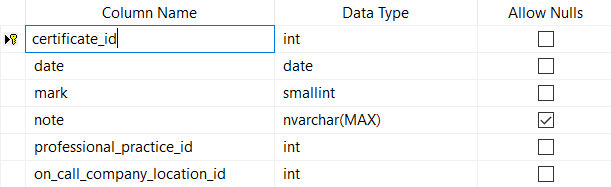 Column Name Data Type Allow Nulls
certificate_id int
date date
mark smallint
note nvarchar(MAX)
professional_practice_id int
on_call_company_location_id int